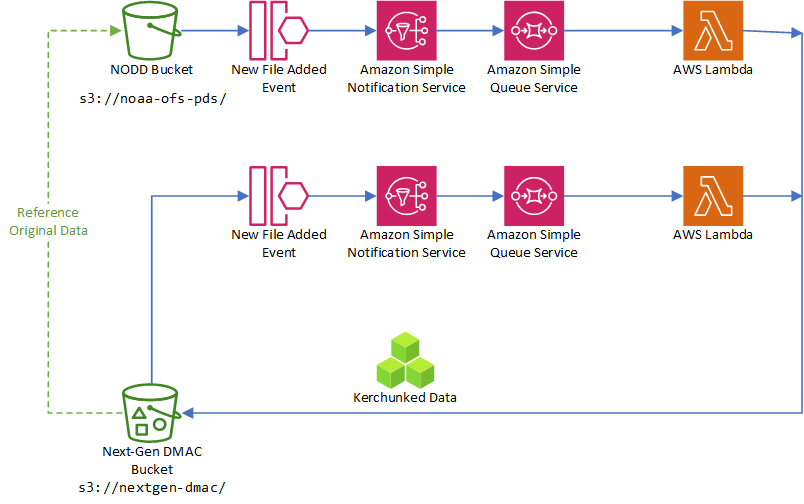 NODD Bucket
s3://noaa-ofs-pds/
New File Added
Event
Amazon Simple
Notification Service
Amazon Simple
Queue Service
AWS Lambda
Reference
Original Data
New File Added
Event
Amazon Simple
Notification Service
Amazon Simple
Queue Service
AWS Lambda
Kerchunked Data
Next-Gen DMAC
Bucket
s3://nextgen-dmac/